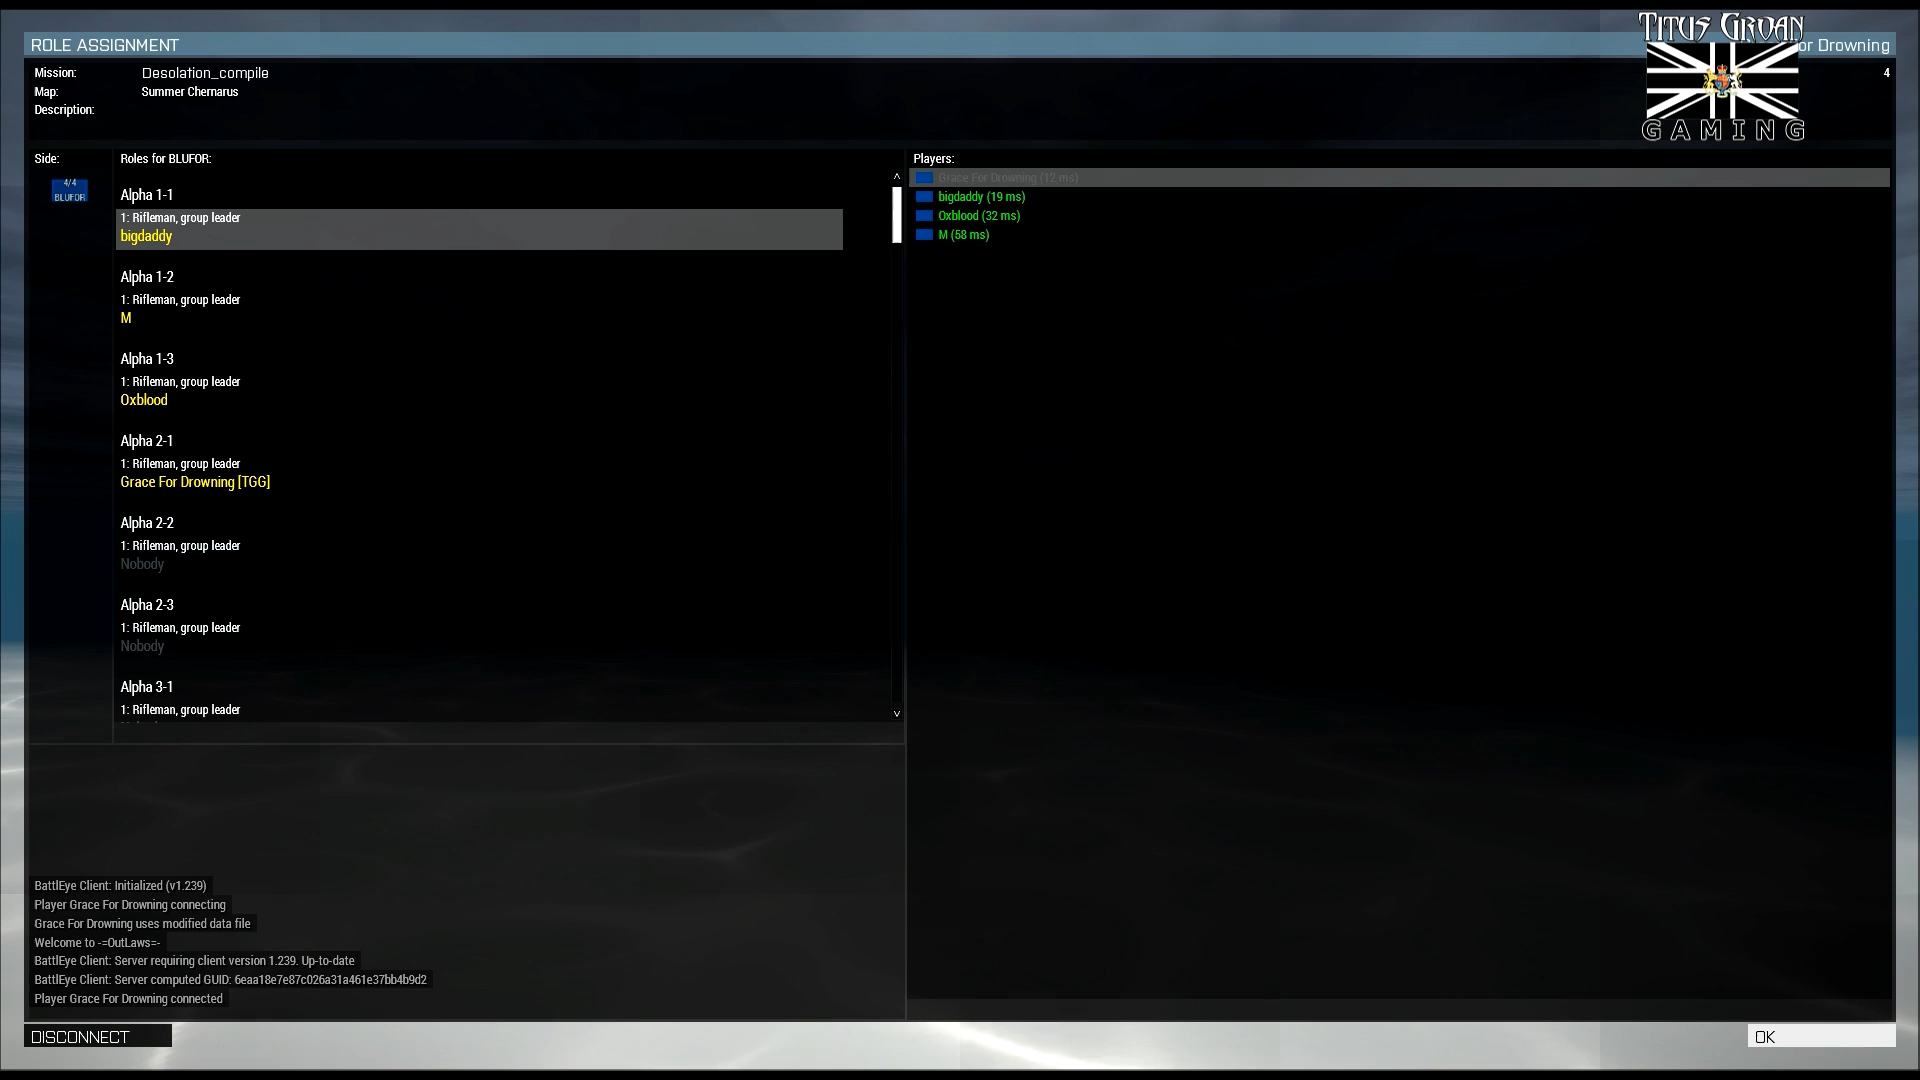 TITUS GROAN
ROLE ASSIGNMENT
or Drowning
Mission: Desolation_compile
4
Map: Summer Chernarus
Description:
GAMING
Side:
4/4
BLUFOR
Roles for BLUFOR:
Alpha 1-1
1: Rifleman, group leader
bigdaddy
Alpha 1-2
1: Rifleman, group leader
M
Alpha 1-3
1: Rifleman, group leader
Oxblood
Alpha 2-1
1: Rifleman, group leader
Grace For Drowning [TGG]
Alpha 2-2
1: Rifleman, group leader
Nobody
Alpha 2-3
1: Rifleman, group leader
Nobody
Alpha 3-1
1: Rifleman, group leader
Players:
Grace For Drowning (12 ms)
bigdaddy (19 ms)
Oxblood (32 ms)
M (58 ms)
BattlEye Client: Initialized (v1.239)
Player Grace For Drowning connecting
Grace For Drowning uses modified data file
Welcome to -=OutLaws=-
BattlEye Client: Server requiring client version 1.239. Up-to-date
BattlEye Client: Server computed GUID: 6eaa18e7e87c026a31a461e37bb4b9d2
Player Grace For Drowning connected
DISCONNECT
OK